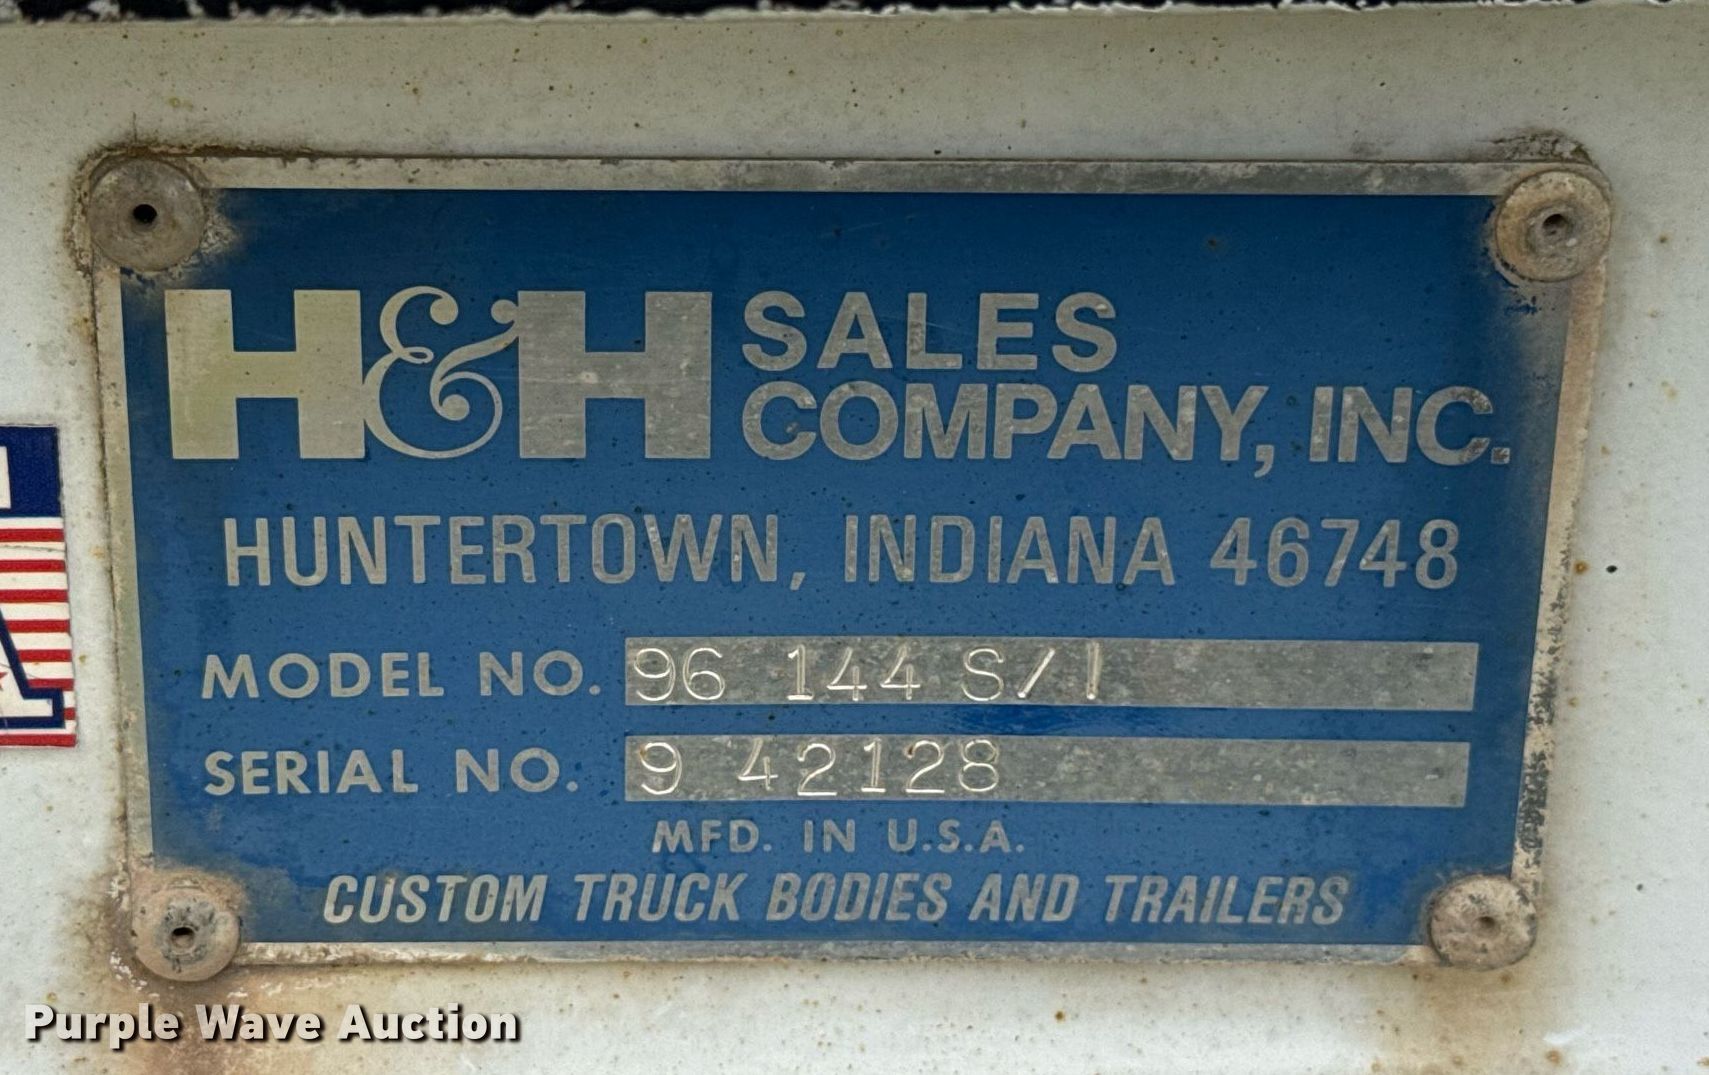 H&H SALES
COMPANY, INC.
HUNTERTOWN, INDIANA 46748
MODEL NO. 96 144 S/I
SERIAL NO. 9 42128
MFD. IN U.S.A.
CUSTOM TRUCK BODIES AND TRAILERS
Purple Wave Auction